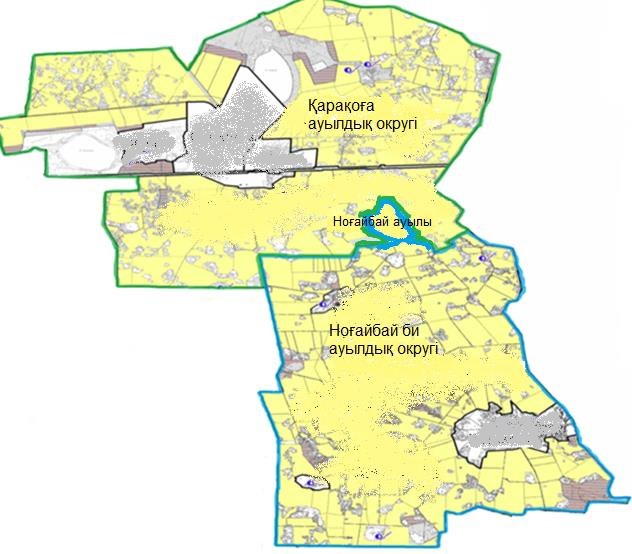 Қарақоға
ауылдық округі
Ноғайбай ауылы
Ноғайбай би
ауылдық округі